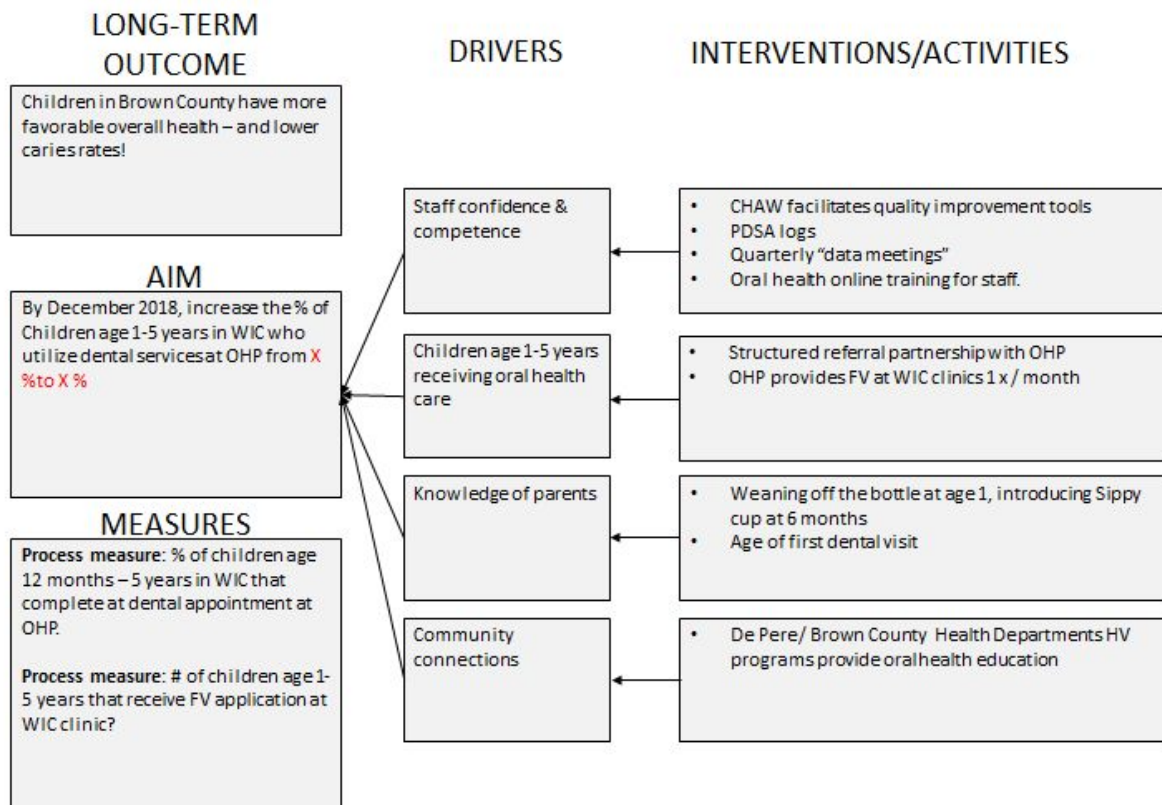 LONG-TERM
OUTCOME
Children in Brown County have more
favorable overall health – and lower
caries rates!
AIM
By December 2018, increase the % of
Children age 1-5 years in WIC who
utilize dental services at OHP from X
% to X %
MEASURES
Process measure: % of children age
12 months – 5 years in WIC that
complete at dental appointment at
OHP.
Process measure: # of children age 1-
5 years that receive FV application at
WIC clinic?
DRIVERS
Staff confidence &
competence
Children age 1-5 years
receiving oral health
care
Knowledge of parents
Community
connections
INTERVENTIONS/ACTIVITIES
• CHAW facilitates quality improvement tools
• PDSA logs
• Quarterly “data meetings”
• Oral health online training for staff.
• Structured referral partnership with OHP
• OHP provides FV at WIC clinics 1 x / month
• Weaning off the bottle at age 1, introducing Sippy
cup at 6 months
• Age of first dental visit
• De Pere/ Brown County Health Departments HV
programs provide oral health education